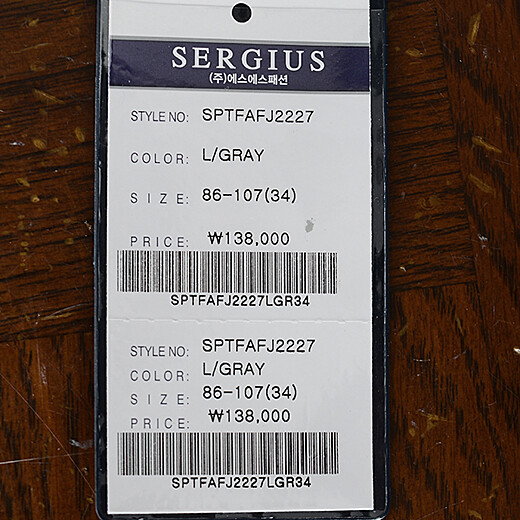 SERGIUS
(주)에스에스패션
STYLE NO: SPTFAFJ2227
COLOR: L/GRAY
SIZE: 86-107(34)
PRICE: ₩138,000
SPTFAFJ2227LGR34
STYLE NO: SPTFAFJ2227
COLOR: L/GRAY
SIZE: 86-107(34)
PRICE: ₩138,000
SPTFAFJ2227LGR34